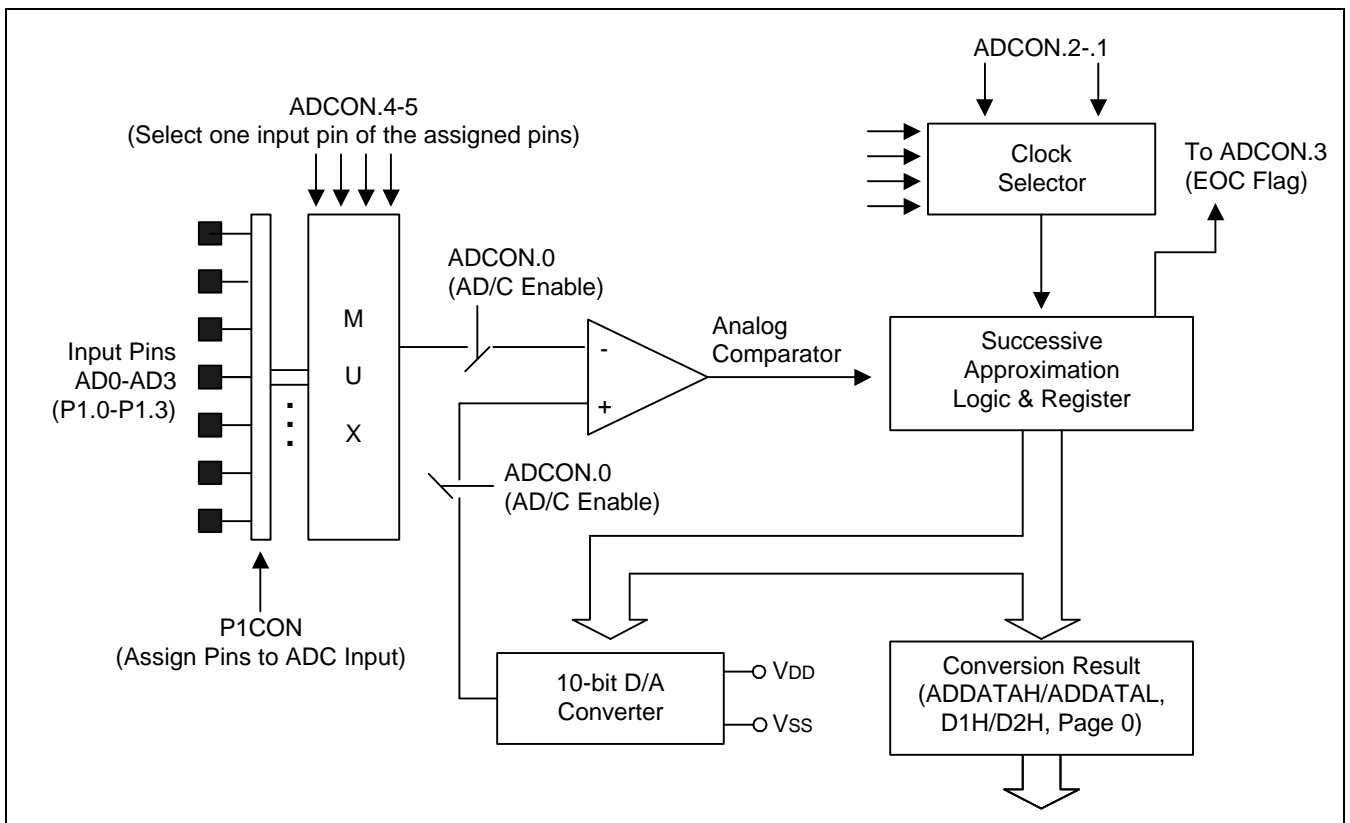 ADCON.2-.1
ADCON.4-5
(Select one input pin of the assigned pins)
Clock
Selector
To ADCON.3
(EOC Flag)
ADCON.0
(AD/C Enable)
M
U
X
Input Pins
AD0-AD3
(P1.0-P1.3)
-
+
Analog
Comparator
Successive
Approximation
Logic & Register
ADCON.0
(AD/C Enable)
P1CON
(Assign Pins to ADC Input)
10-bit D/A
Converter
VDD
VSS
Conversion Result
(ADDATAH/ADDATAL,
D1H/D2H, Page 0)